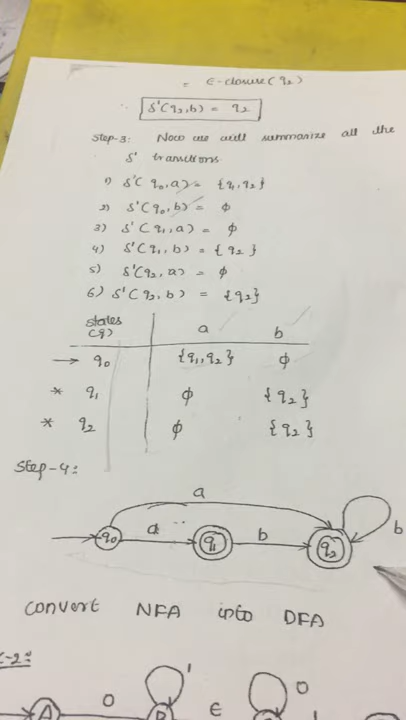 = ε-closure(q2)
∴ δ'(q2,b) = q2
Step-3: Now we will summarize all the
δ' transitions
1) δ'(q0,a) = {q1,q2}
2) δ'(q0,b) = ϕ
3) δ'(q1,a) = ϕ
4) δ'(q1,b) = {q2}
5) δ'(q2,a) = ϕ
6) δ'(q2,b) = {q2}
states (q) a b
→ q0 {q1,q2} ϕ
* q1 ϕ {q2}
* q2 ϕ {q2}
Step-4:
a
q0 a q1 b q2 b
convert NFA into DFA
-2:
A 0 B 1 ε 0